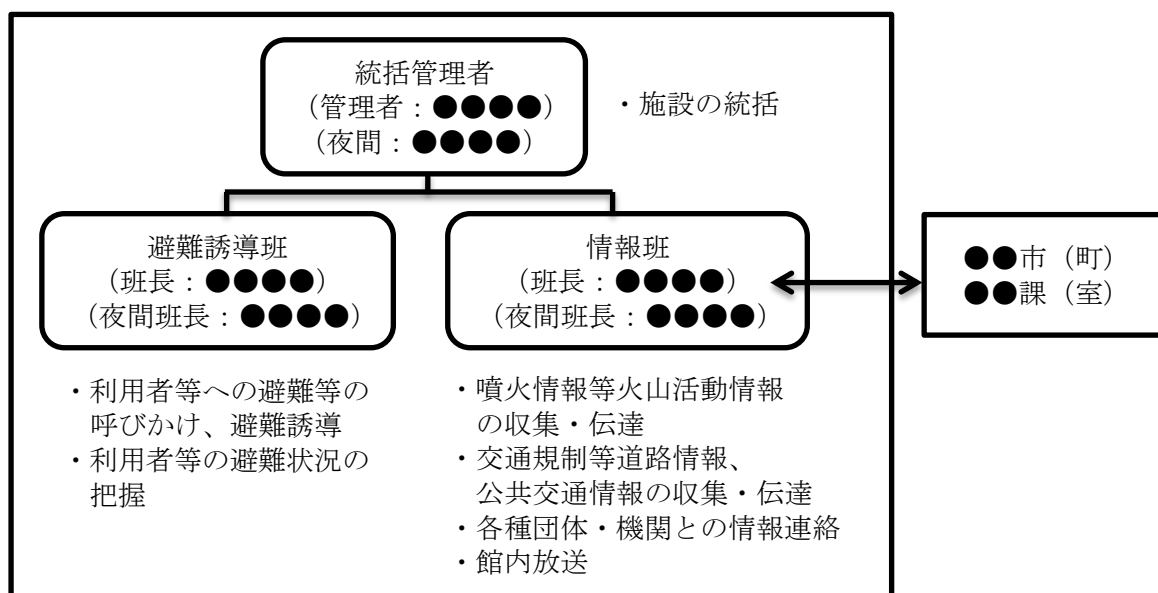 統括管理者
（管理者：●●●●）
（夜間：●●●●）
・施設の統括
避難誘導班
（班長：●●●●）
（夜間班長：●●●●）
情報班
（班長：●●●●）
（夜間班長：●●●●）
●●市（町）
●●課（室）
・利用者等への避難等の
呼びかけ、避難誘導
・利用者等の避難状況の
把握
・噴火情報等火山活動情報
の収集・伝達
・交通規制等道路情報、
公共交通情報の収集・伝達
・各種団体・機関との情報連絡
・館内放送